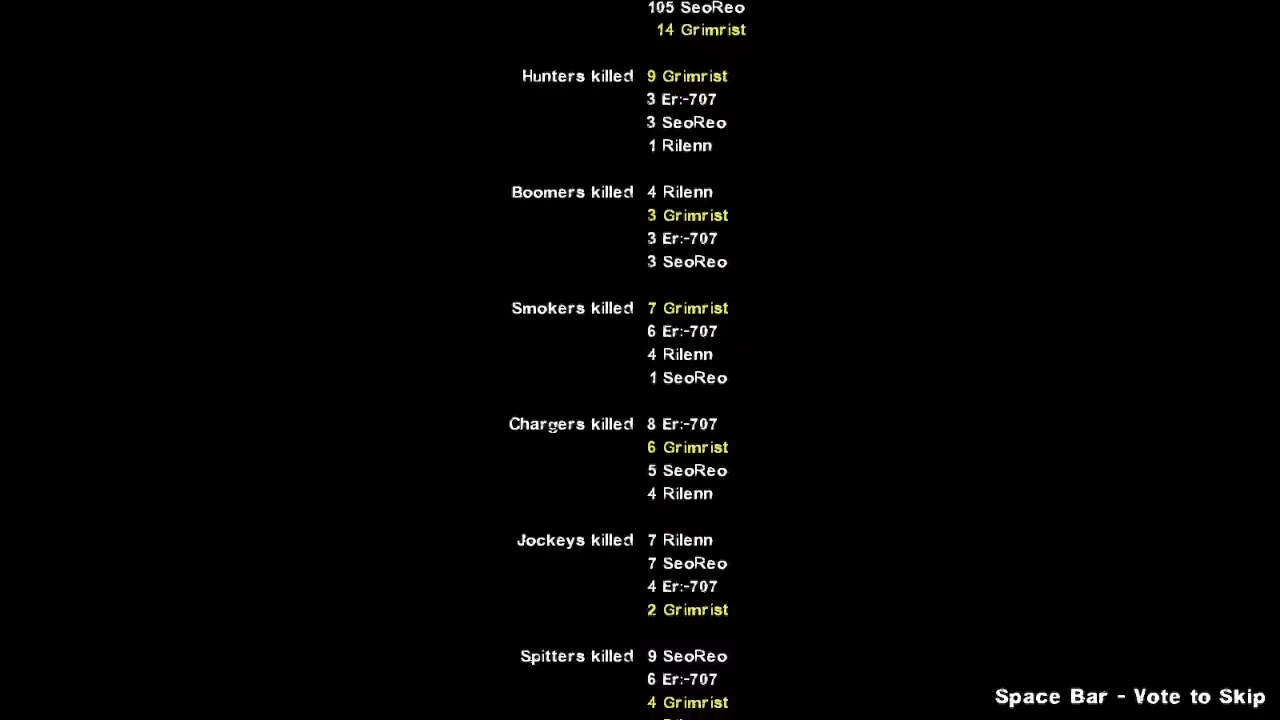 105 SeoReo
14 Grimrist
Hunters killed 9 Grimrist
3 Er:-707
3 SeoReo
1 Rilenn
Boomers killed 4 Rilenn
3 Grimrist
3 Er:-707
3 SeoReo
Smokers killed 7 Grimrist
6 Er:-707
4 Rilenn
1 SeoReo
Chargers killed 8 Er:-707
6 Grimrist
5 SeoReo
4 Rilenn
Jockeys killed 7 Rilenn
7 SeoReo
4 Er:-707
2 Grimrist
Spitters killed 9 SeoReo
6 Er:-707
4 Grimrist
Space Bar - Vote to Skip